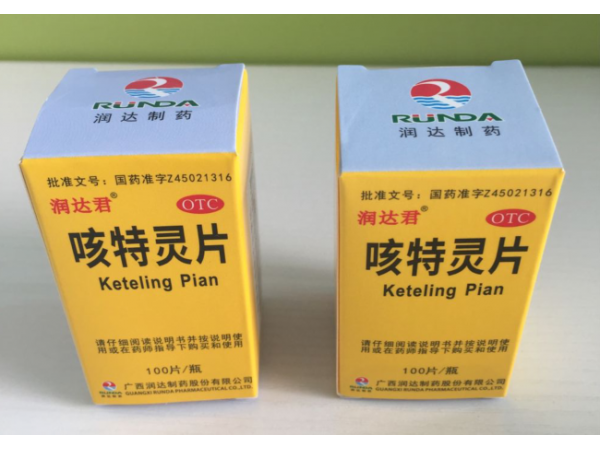 RUNDA
润达制药
批准文号：国药准字Z45021316
润达君®
OTC
咳特灵片
Keteling Pian
请仔细阅读说明书并按说明使
用或在药师指导下购买和使用
100片/瓶
RUNDA
广西润达制药股份有限公司
GUANGXI RUNDA PHARMACEUTICAL CO.,LTD.
RUNDA
润达制药
批准文号：国药准字Z45021316
润达君®
OTC
咳特灵片
Keteling Pian
请仔细阅读说明书并按说明使
用或在药师指导下购买和使用
100片/瓶
RUNDA
广西润达制药股份有限公司
GUANGXI RUNDA PHARMACEUTICAL CO.,LTD.